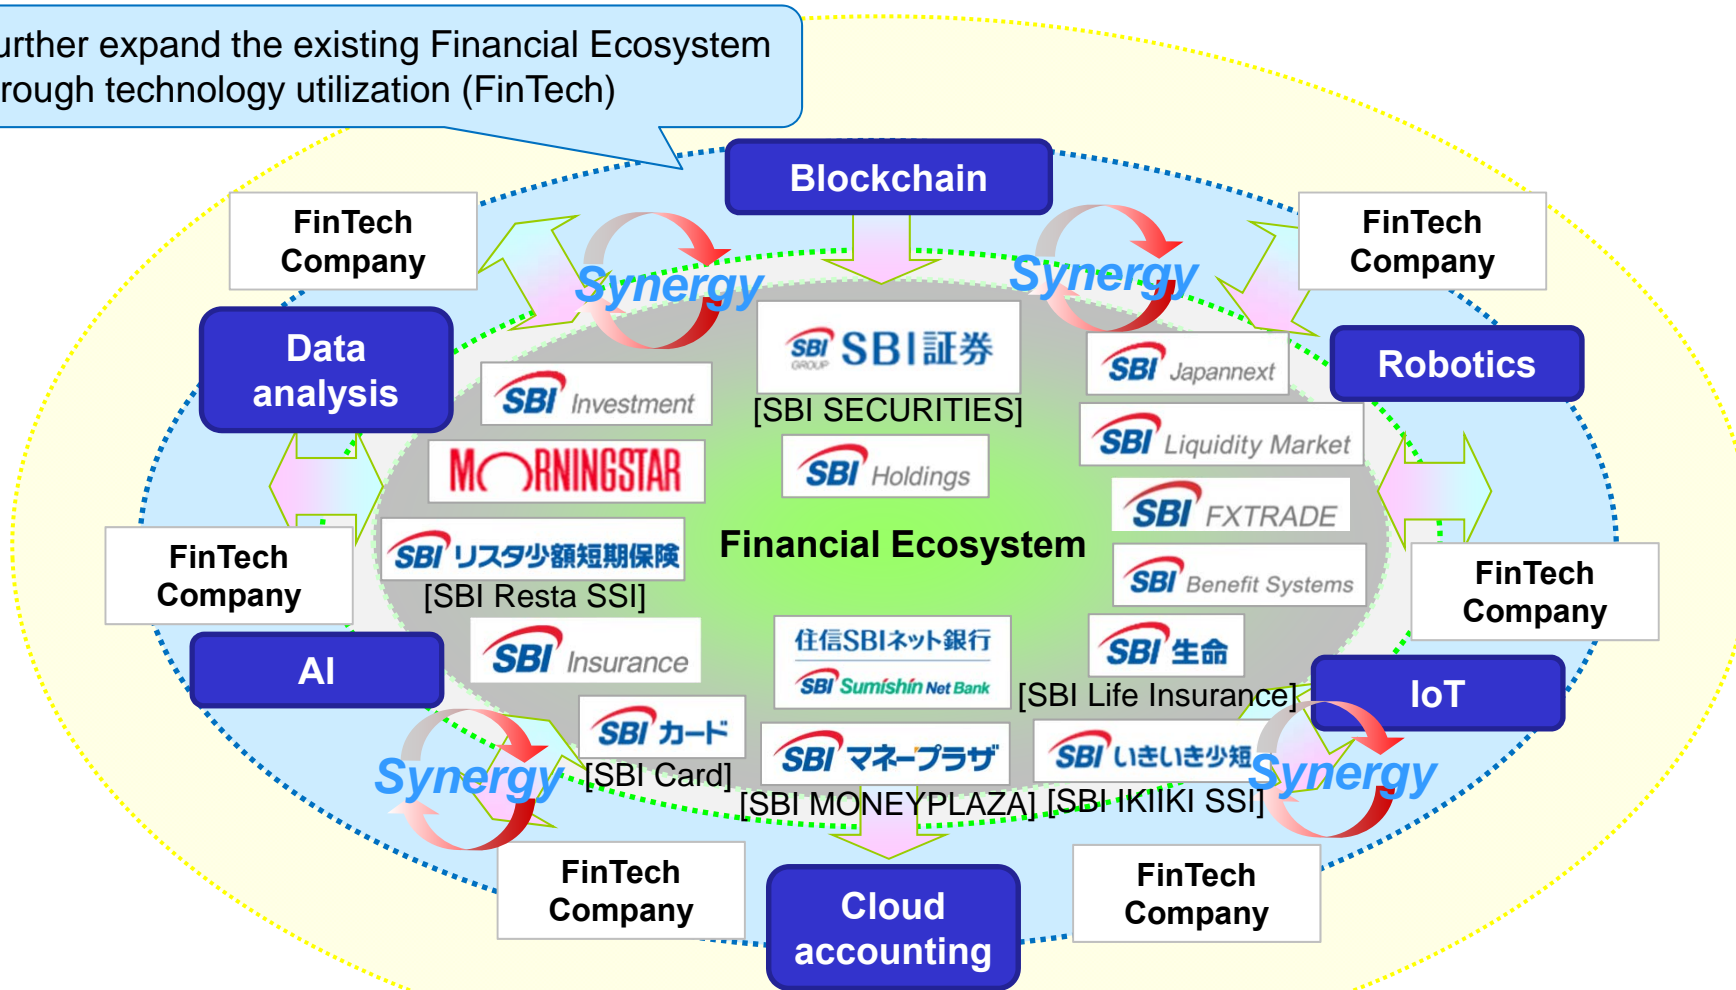 urther expand the existing Financial Ecosystem
rough technology utilization (FinTech)
Blockchain
FinTech
Company
FinTech
Company
Synergy
Synergy
Data
analysis
Robotics
SBI GROUP SBI証券
[SBI SECURITIES]
SBI Investment
SBI Japannext
MORNINGSTAR
SBI Holdings
SBI Liquidity Market
SBI FXTRADE
Financial Ecosystem
SBI リスタ少額短期保険
[SBI Resta SSI]
SBI Benefit Systems
FinTech
Company
FinTech
Company
AI
SBI Insurance
住信SBIネット銀行
SBI Sumishin Net Bank
SBI 生命
[SBI Life Insurance]
IoT
SBI カード
[SBI Card]
SBI マネープラザ
[SBI MONEYPLAZA]
SBI いきいき少短
[SBI IKIIKI SSI]
Synergy
Synergy
FinTech
Company
Cloud
accounting
FinTech
Company